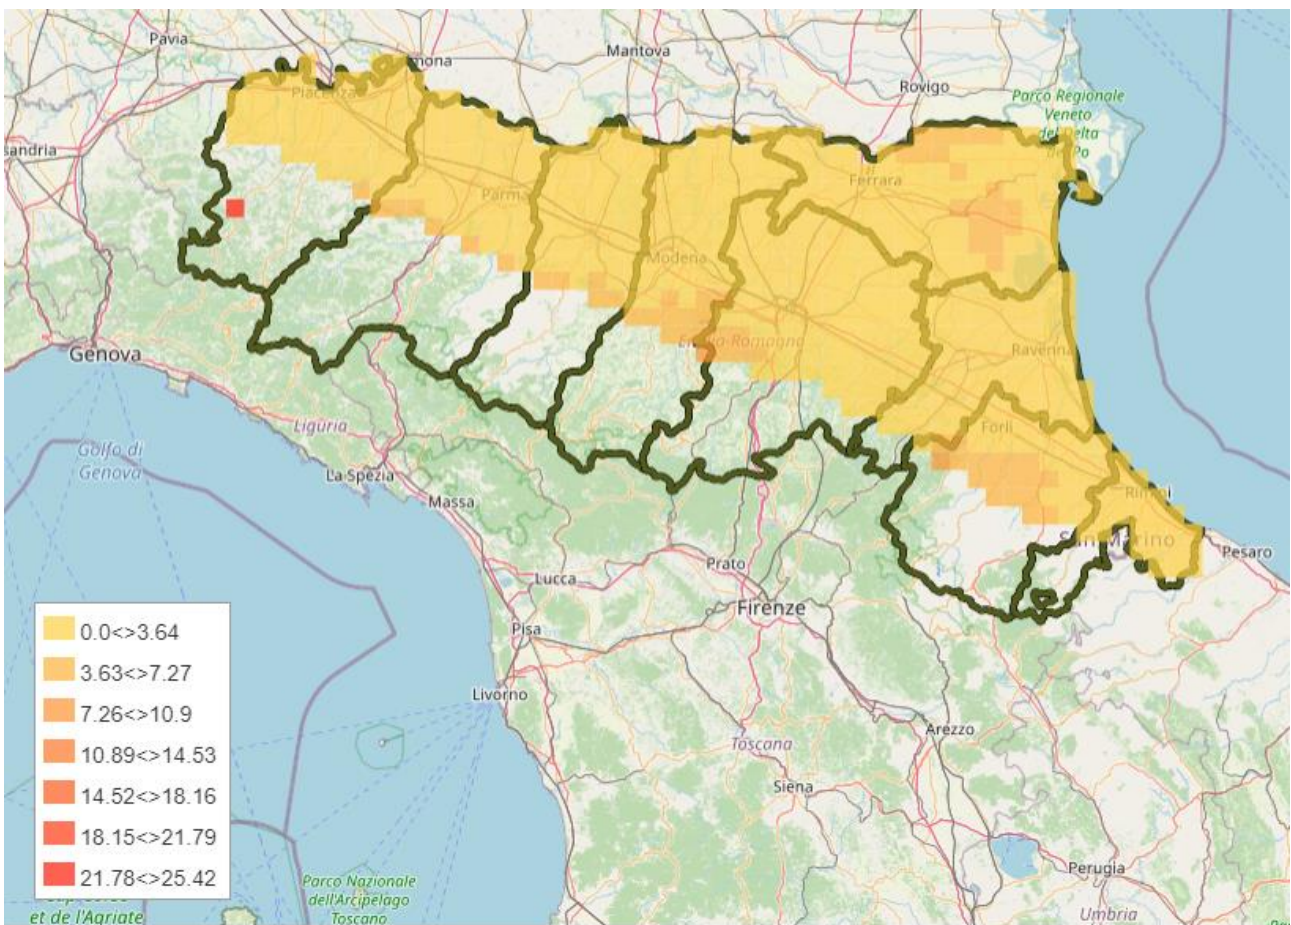 Pavia
mona
Mantova
Rovigo
Piacenza
Parco Regionale
Veneto
del Delta
del Po
sandria
Parma
Ferrara
Modena
Genova
Emilia-Romagna
Ravenna
Liguria
Forlì
Golfo di
Genova
La Spezia
Massa
Rimini
San Marino
Pesaro
Prato
Lucca
Firenze
Pisa
Livorno
Arezzo
Toscana
Siena
Perugia
Umbria
0.0<>3.64
3.63<>7.27
7.26<>10.9
10.89<>14.53
14.52<>18.16
18.15<>21.79
21.78<>25.42
Parco Nazionale
dell'Arcipelago
Toscano
et de l'Agriate